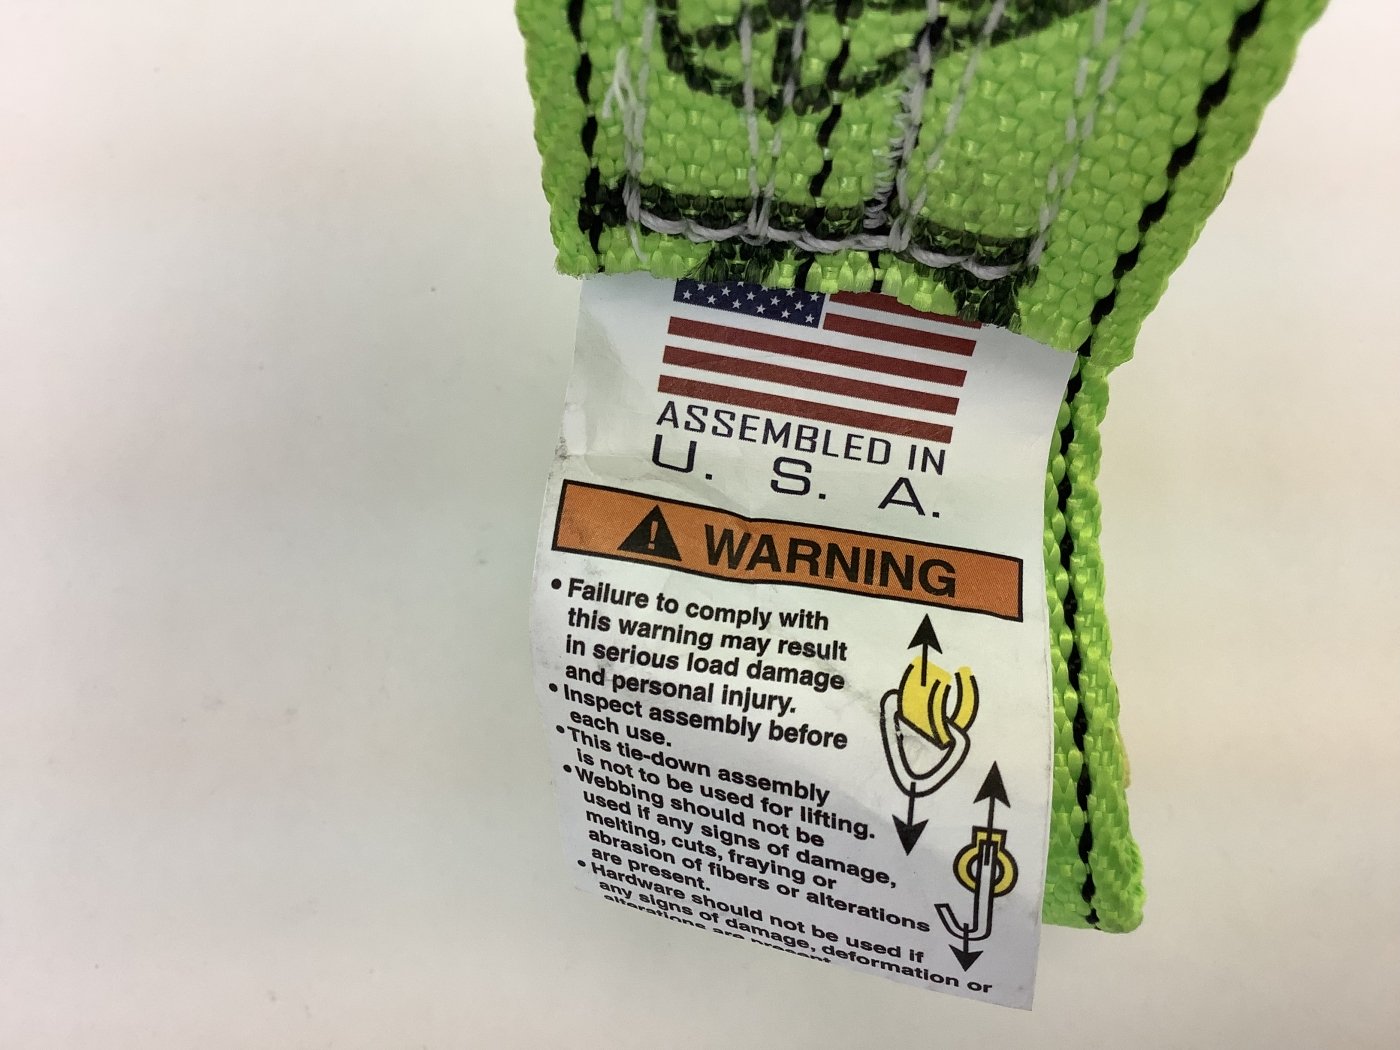 ASSEMBLED IN
U. S. A.
WARNING
• Failure to comply with
this warning may result
in serious load damage
and personal injury.
• Inspect assembly before
each use.
• This tie-down assembly
is not to be used for lifting.
• Webbing should not be
used if any signs of damage,
melting, cuts, fraying or
abrasion of fibers or alterations
are present.
• Hardware should not be used if
any signs of damage, deformation or
alterations are present